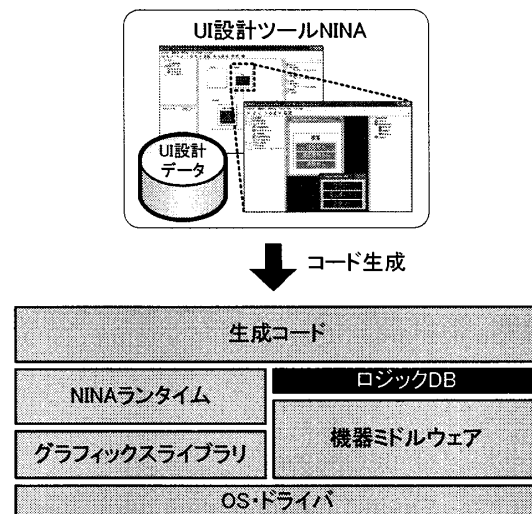 UI設計ツールNINA
UI設計
データ
コード生成
生成コード
NINAランタイム
ロジックDB
グラフィックスライブラリ
機器ミドルウェア
OS・ドライバ